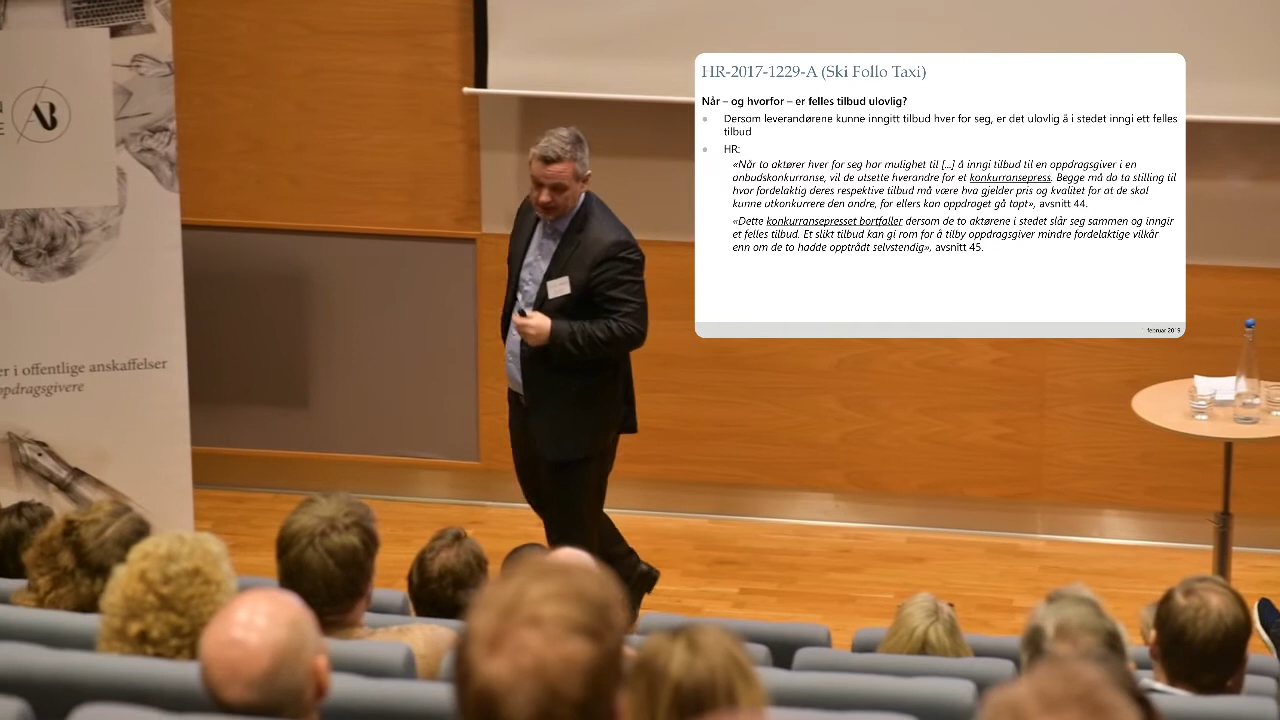 AB
er i offentlige anskaffelser
oppdragsgivere
HR-2017-1229-A (Ski Follo Taxi)
Når – og hvorfor – er felles tilbud ulovlig?
Dersom leverandørene kunne inngitt tilbud hver for seg, er det ulovlig å i stedet inngi ett felles
tilbud
HR:
«Når to aktører hver for seg har mulighet til [...] å inngi tilbud til en oppdragsgiver i en
anbudskonkurranse, vil de utsette hverandre for et konkurransepress. Begge må da ta stilling til
hvor fordelaktig deres respektive tilbud må være hva gjelder pris og kvalitet for at de skal
kunne utkonkurrere den andre, for ellers kan oppdraget gå tapt», avsnitt 44.
«Dette konkurransepresset bortfaller dersom de to aktørene i stedet slår seg sammen og inngir
et felles tilbud. Et slikt tilbud kan gi rom for å tilby oppdragsgiver mindre fordelaktige vilkår
enn om de to hadde opptrådt selvstendig», avsnitt 45.
februar 2019